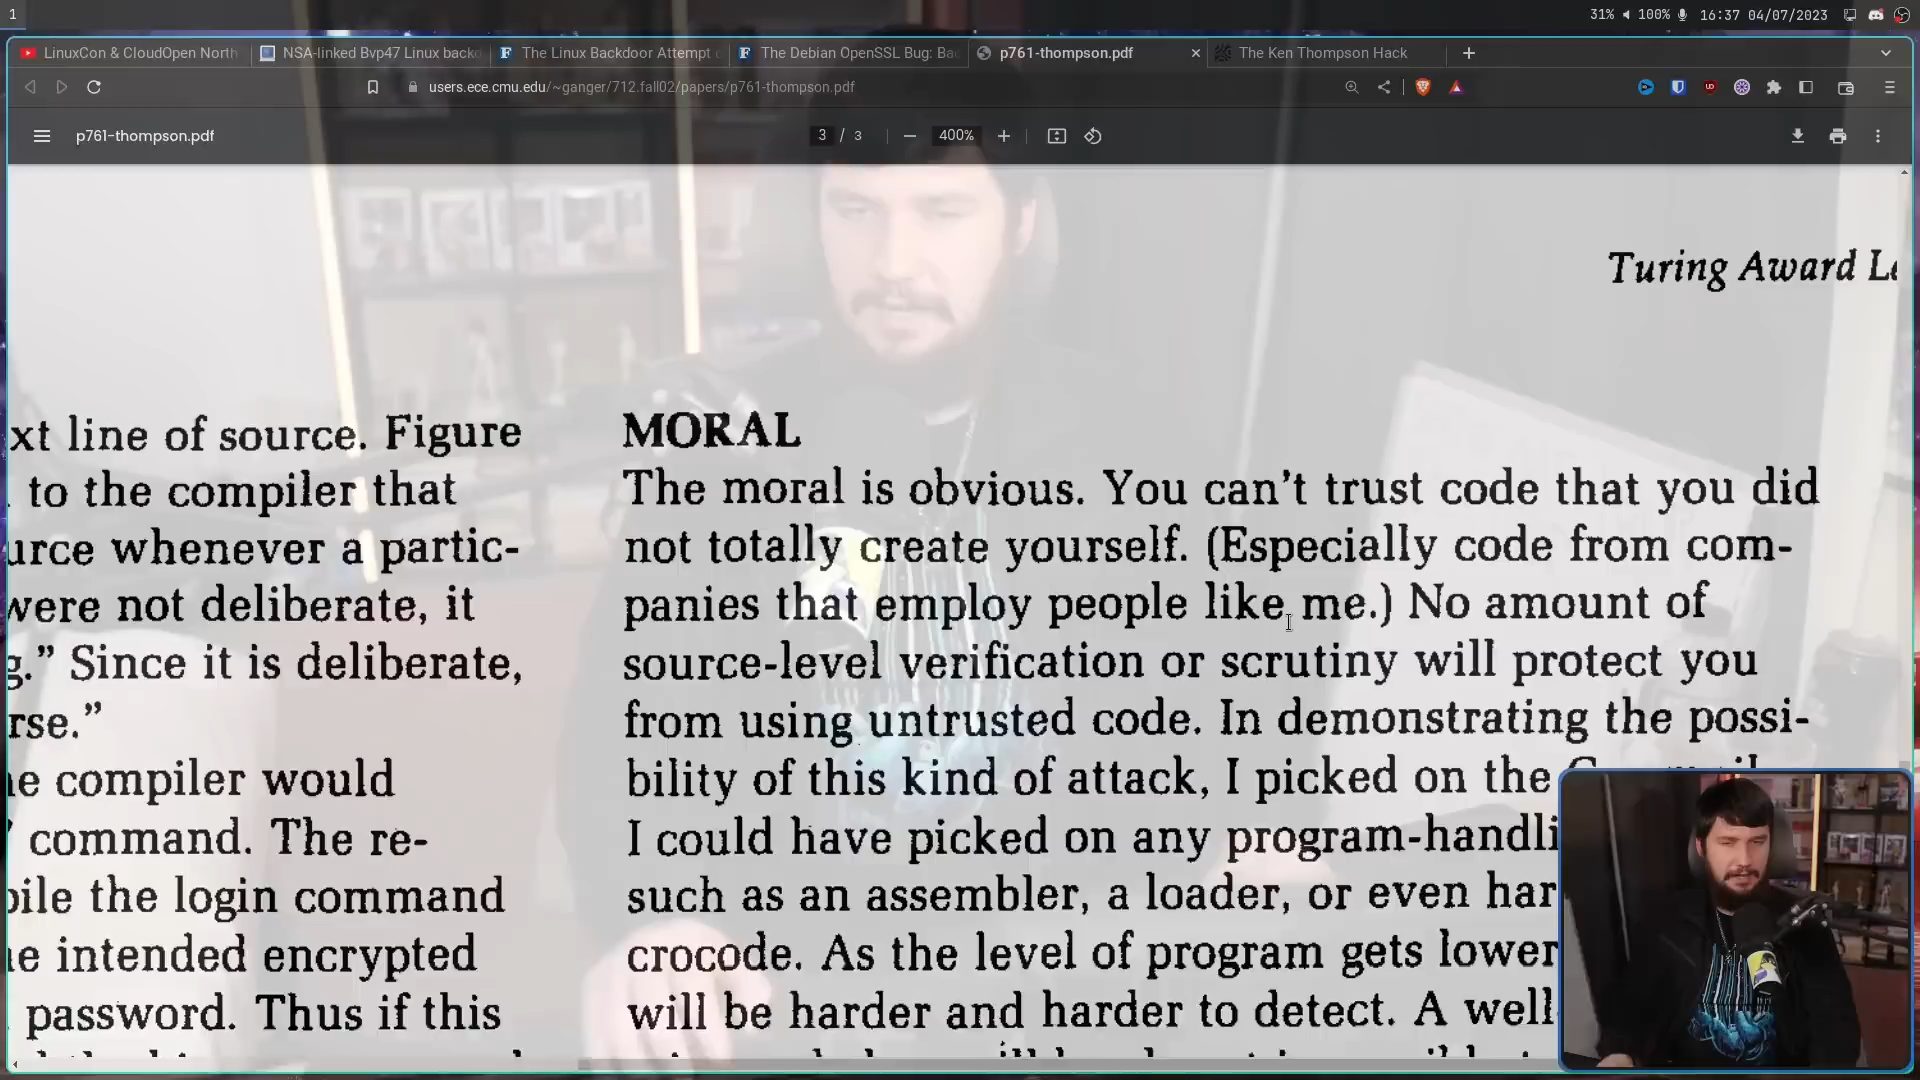 1
31% 100% 16:37 04/07/2023
LinuxCon & CloudOpen North
NSA-linked Bvp47 Linux backd
The Linux Backdoor Attempt o
The Debian OpenSSL Bug: Bac
p761-thompson.pdf
The Ken Thompson Hack
users.ece.cmu.edu/~ganger/712.fall02/papers/p761-thompson.pdf
p761-thompson.pdf
3 / 3
400%
Turing Award Le
xt line of source. Figure
to the compiler that
urce whenever a partic-
were not deliberate, it
g.” Since it is deliberate,
rse.”
e compiler would
command. The re-
pile the login command
e intended encrypted
password. Thus if this
MORAL
The moral is obvious. You can't trust code that you did
not totally create yourself. (Especially code from com-
panies that employ people like me.) No amount of
source-level verification or scrutiny will protect you
from using untrusted code. In demonstrating the possi-
bility of this kind of attack, I picked on the
I could have picked on any program-handli
such as an assembler, a loader, or even har
crocode. As the level of program gets lower
will be harder and harder to detect. A well